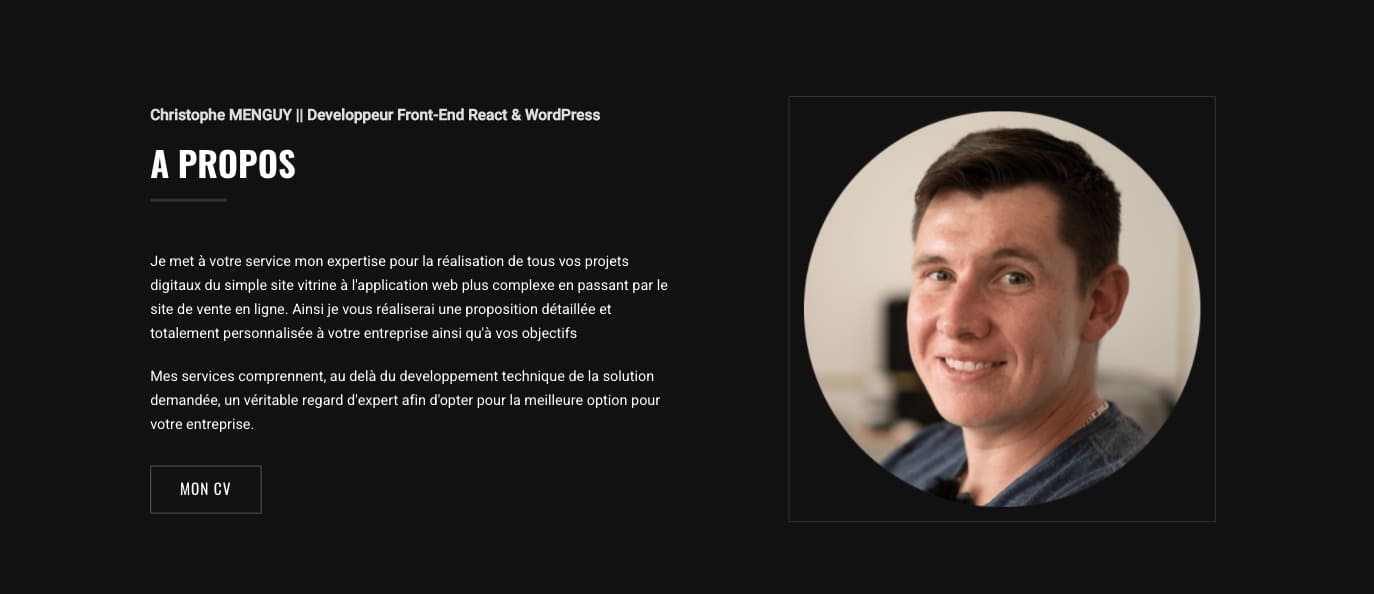 Christophe MENGUY || Developpeur Front-End React & WordPress
A PROPOS
Je met à votre service mon expertise pour la réalisation de tous vos projets
digitaux du simple site vitrine à l'application web plus complexe en passant par le
site de vente en ligne. Ainsi je vous réaliserai une proposition détaillée et
totalement personnalisée à votre entreprise ainsi qu'à vos objectifs
Mes services comprennent, au delà du developpement technique de la solution
demandée, un véritable regard d'expert afin d'opter pour la meilleure option pour
votre entreprise.
MON CV